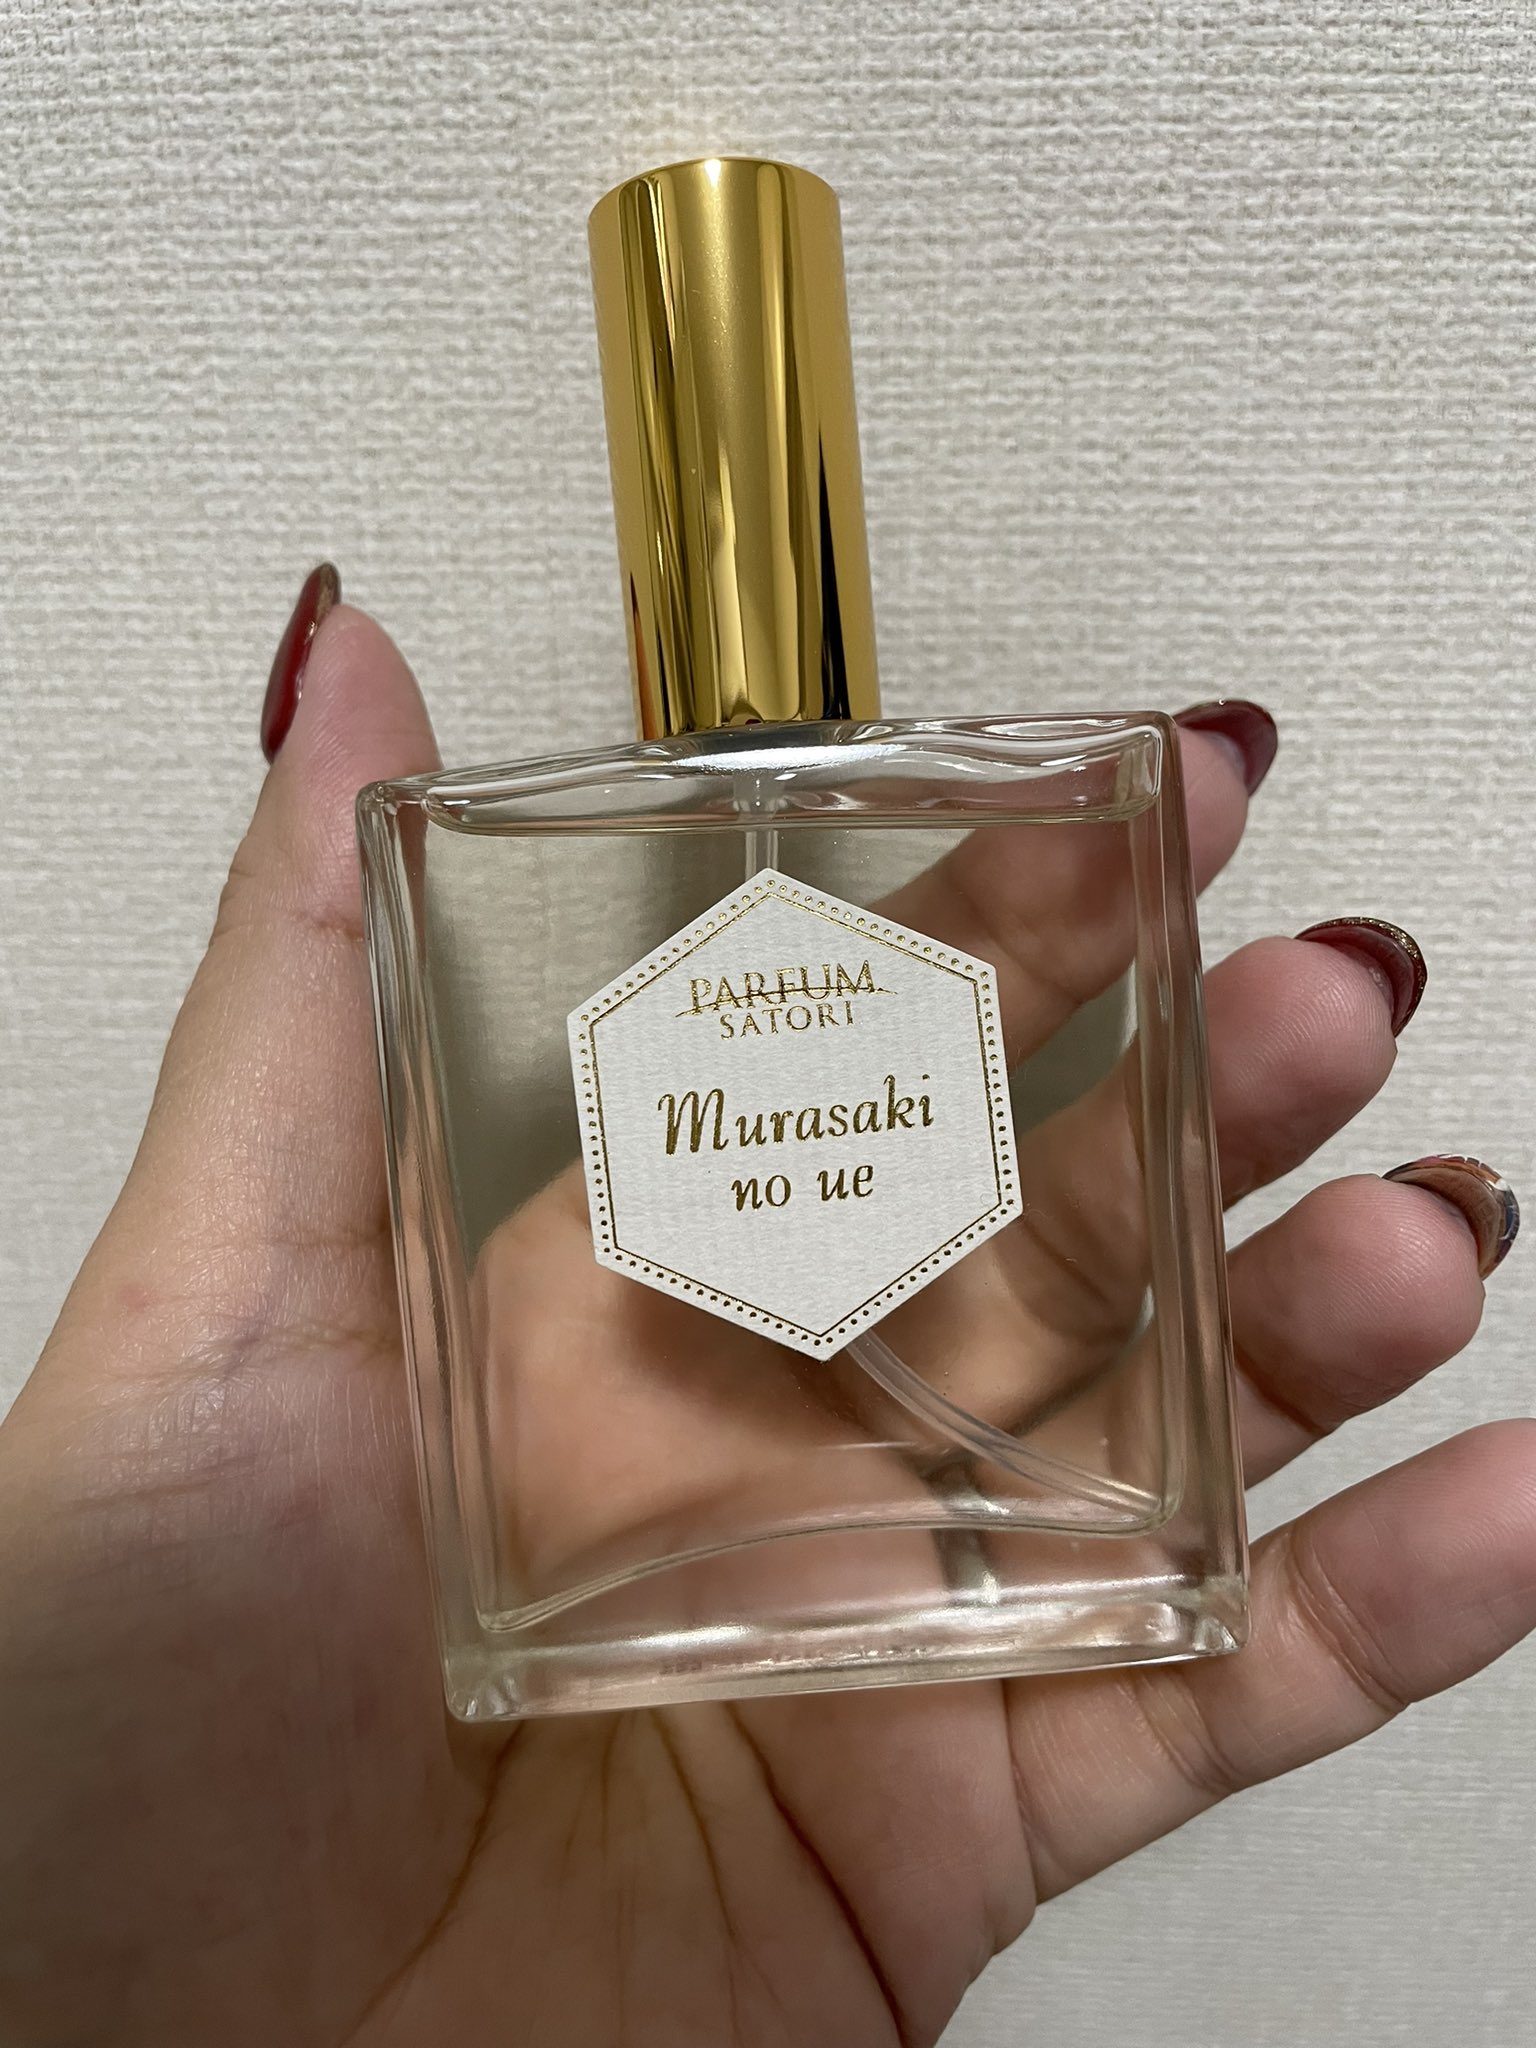 PARFUM
SATORI
Murasaki
no ue